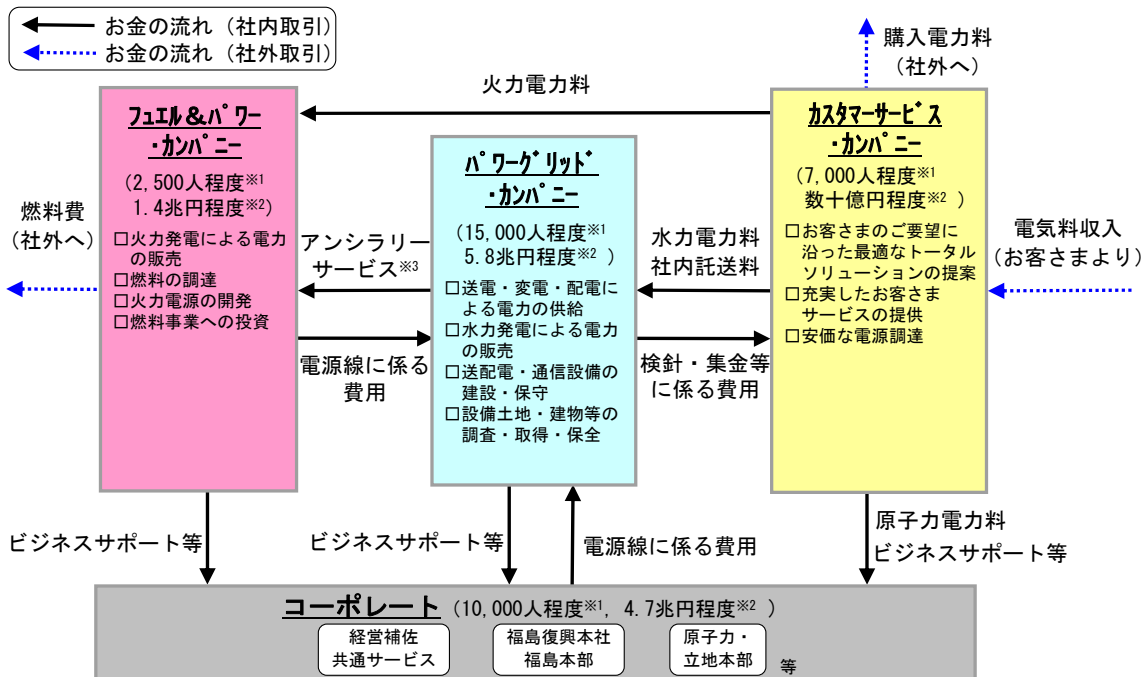 お金の流れ（社内取引）
お金の流れ（社外取引）
購入電力料
（社外へ）
火力電力料
フュエル＆パワー
・カンパニー
（2,500人程度※1
1.4兆円程度※2）
□火力発電による電力
の販売
□燃料の調達
□火力電源の開発
□燃料事業への投資
燃料費
（社外へ）
アンシラリー
サービス※3
電源線に係る
費用
パワーグリッド
・カンパニー
（15,000人程度※1
5.8兆円程度※2 ）
□送電・変電・配電に
よる電力の供給
□水力発電による電力
の販売
□送配電・通信設備の
建設・保守
□設備土地・建物等の
調査・取得・保全
水力電力料
社内託送料
検針・集金等
に係る費用
カスタマーサービス
・カンパニー
（7,000人程度※1
数十億円程度※2 ）
□お客さまのご要望に
沿った最適なトータル
ソリューションの提案
□充実したお客さま
サービスの提供
□安価な電源調達
電気料収入
（お客さまより）
ビジネスサポート等
ビジネスサポート等
電源線に係る費用
原子力電力料
ビジネスサポート等
コーポレート（10,000人程度※1, 4.7兆円程度※2 ）
経営補佐
共通サービス
福島復興本社
福島本部
原子力・
立地本部
等